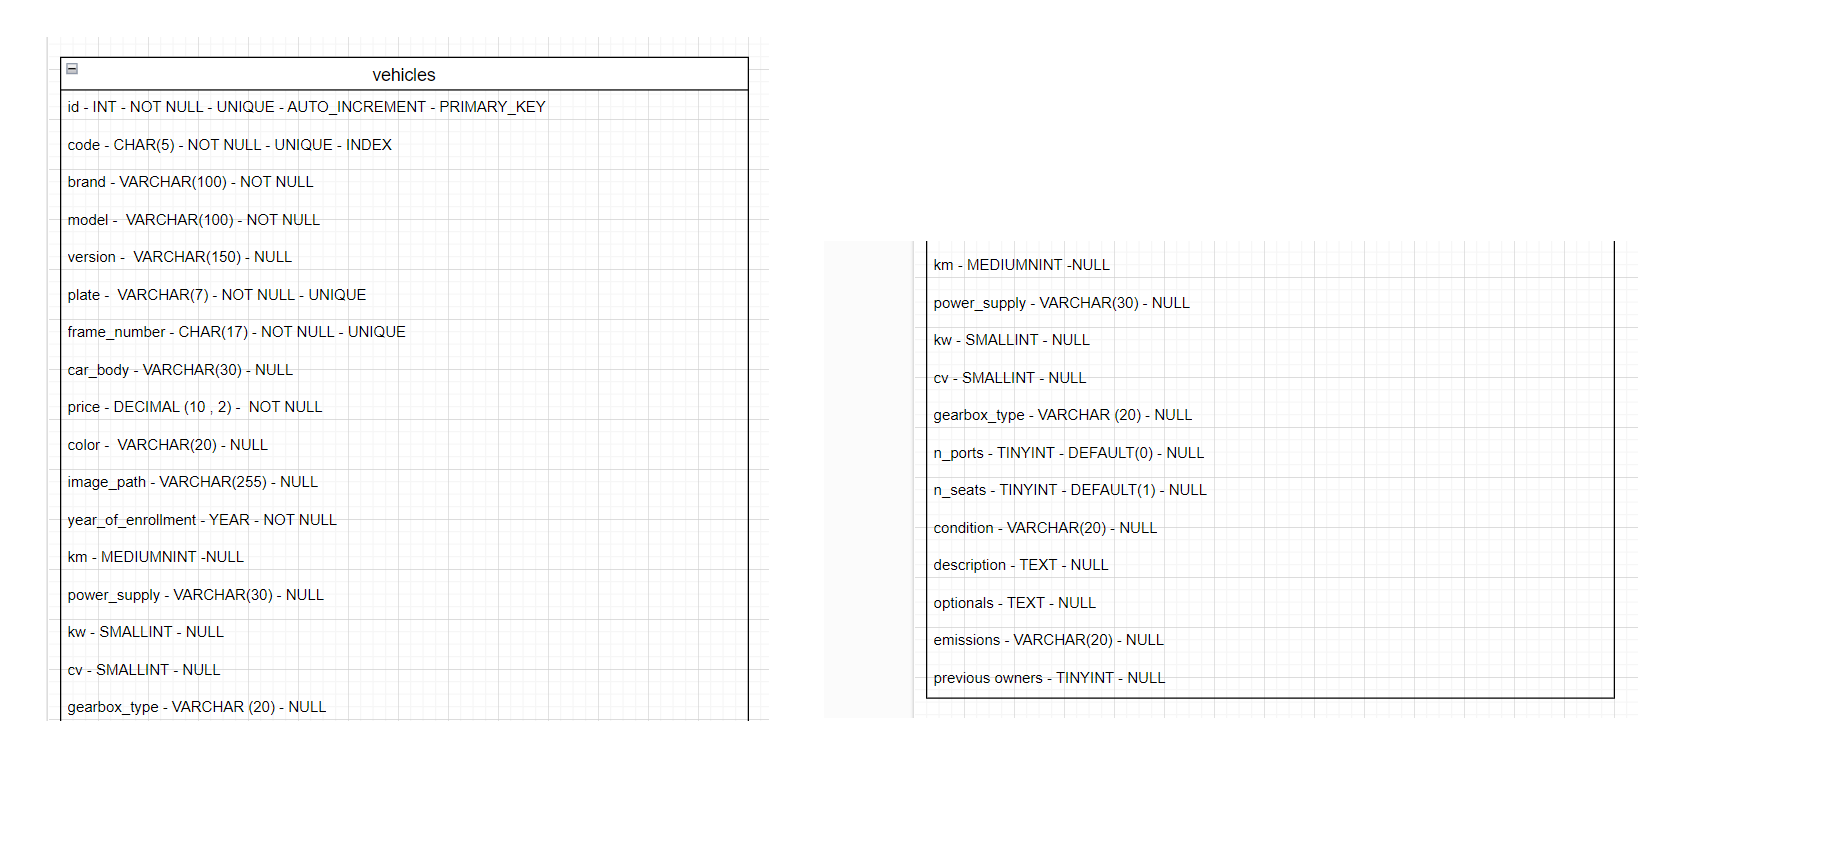 vehicles
id - INT - NOT NULL - UNIQUE - AUTO_INCREMENT - PRIMARY_KEY
code - CHAR(5) - NOT NULL - UNIQUE - INDEX
brand - VARCHAR(100) - NOT NULL
model -  VARCHAR(100) - NOT NULL
version -  VARCHAR(150) - NULL
plate -  VARCHAR(7) - NOT NULL - UNIQUE
frame_number - CHAR(17) - NOT NULL - UNIQUE
car_body - VARCHAR(30) - NULL
price - DECIMAL (10 , 2) -  NOT NULL
color -  VARCHAR(20) - NULL
image_path - VARCHAR(255) - NULL
year_of_enrollment - YEAR - NOT NULL
km - MEDIUMNINT -NULL
power_supply - VARCHAR(30) - NULL
kw - SMALLINT - NULL
cv - SMALLINT - NULL
gearbox_type - VARCHAR (20) - NULL
km - MEDIUMNINT -NULL
power_supply - VARCHAR(30) - NULL
kw - SMALLINT - NULL
cv - SMALLINT - NULL
gearbox_type - VARCHAR (20) - NULL
n_ports - TINYINT - DEFAULT(0) - NULL
n_seats - TINYINT - DEFAULT(1) - NULL
condition - VARCHAR(20) - NULL
description - TEXT - NULL
optionals - TEXT - NULL
emissions - VARCHAR(20) - NULL
previous owners - TINYINT - NULL